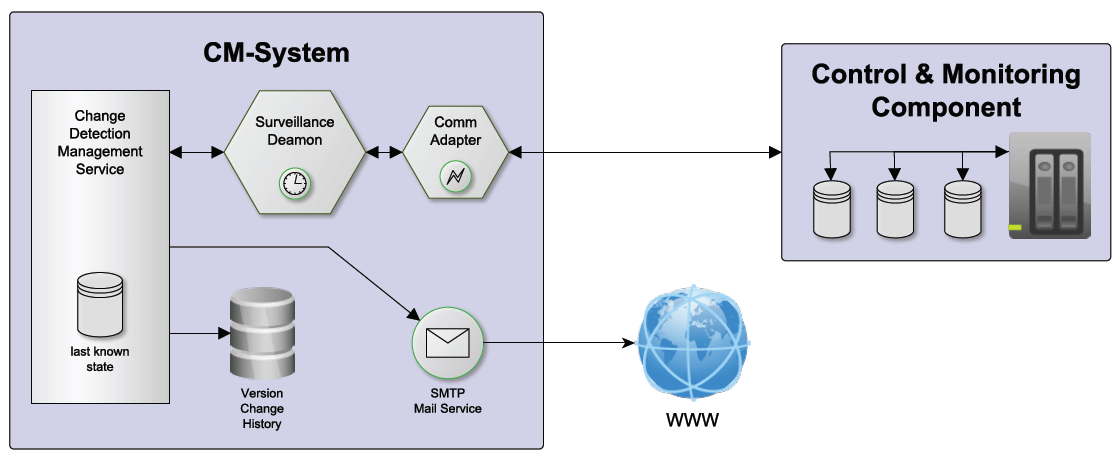 CM-System
Change
Detection
Management
Service
Surveillance
Deamon
Comm
Adapter
last known
state
Version
Change
History
SMTP
Mail Service
Control & Monitoring
Component
WWW